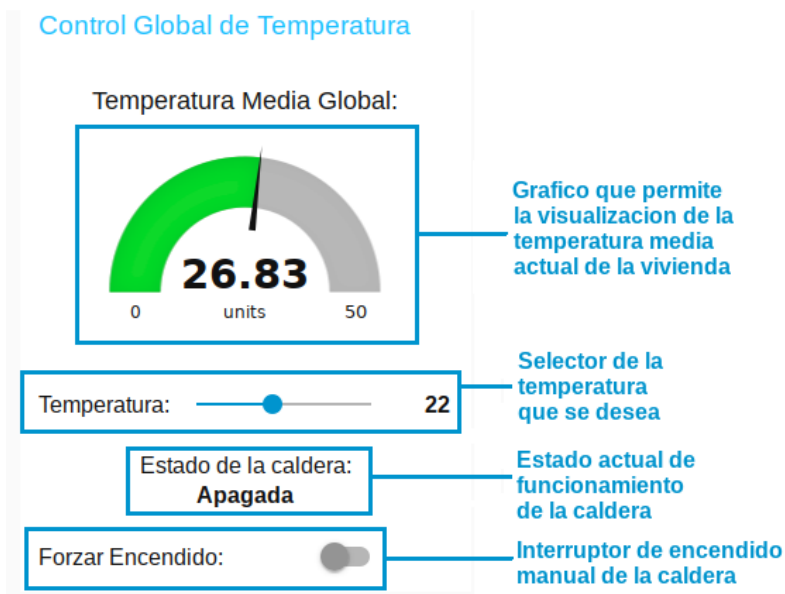 Control Global de Temperatura
Temperatura Media Global:
26.83
0
units
50
Grafico que permite
la visualizacion de la
temperatura media
actual de la vivienda
Temperatura:
22
Selector de la
temperatura
que se desea
Estado de la caldera:
Apagada
Estado actual de
funcionamiento
de la caldera
Forzar Encendido:
Interruptor de encendido
manual de la caldera